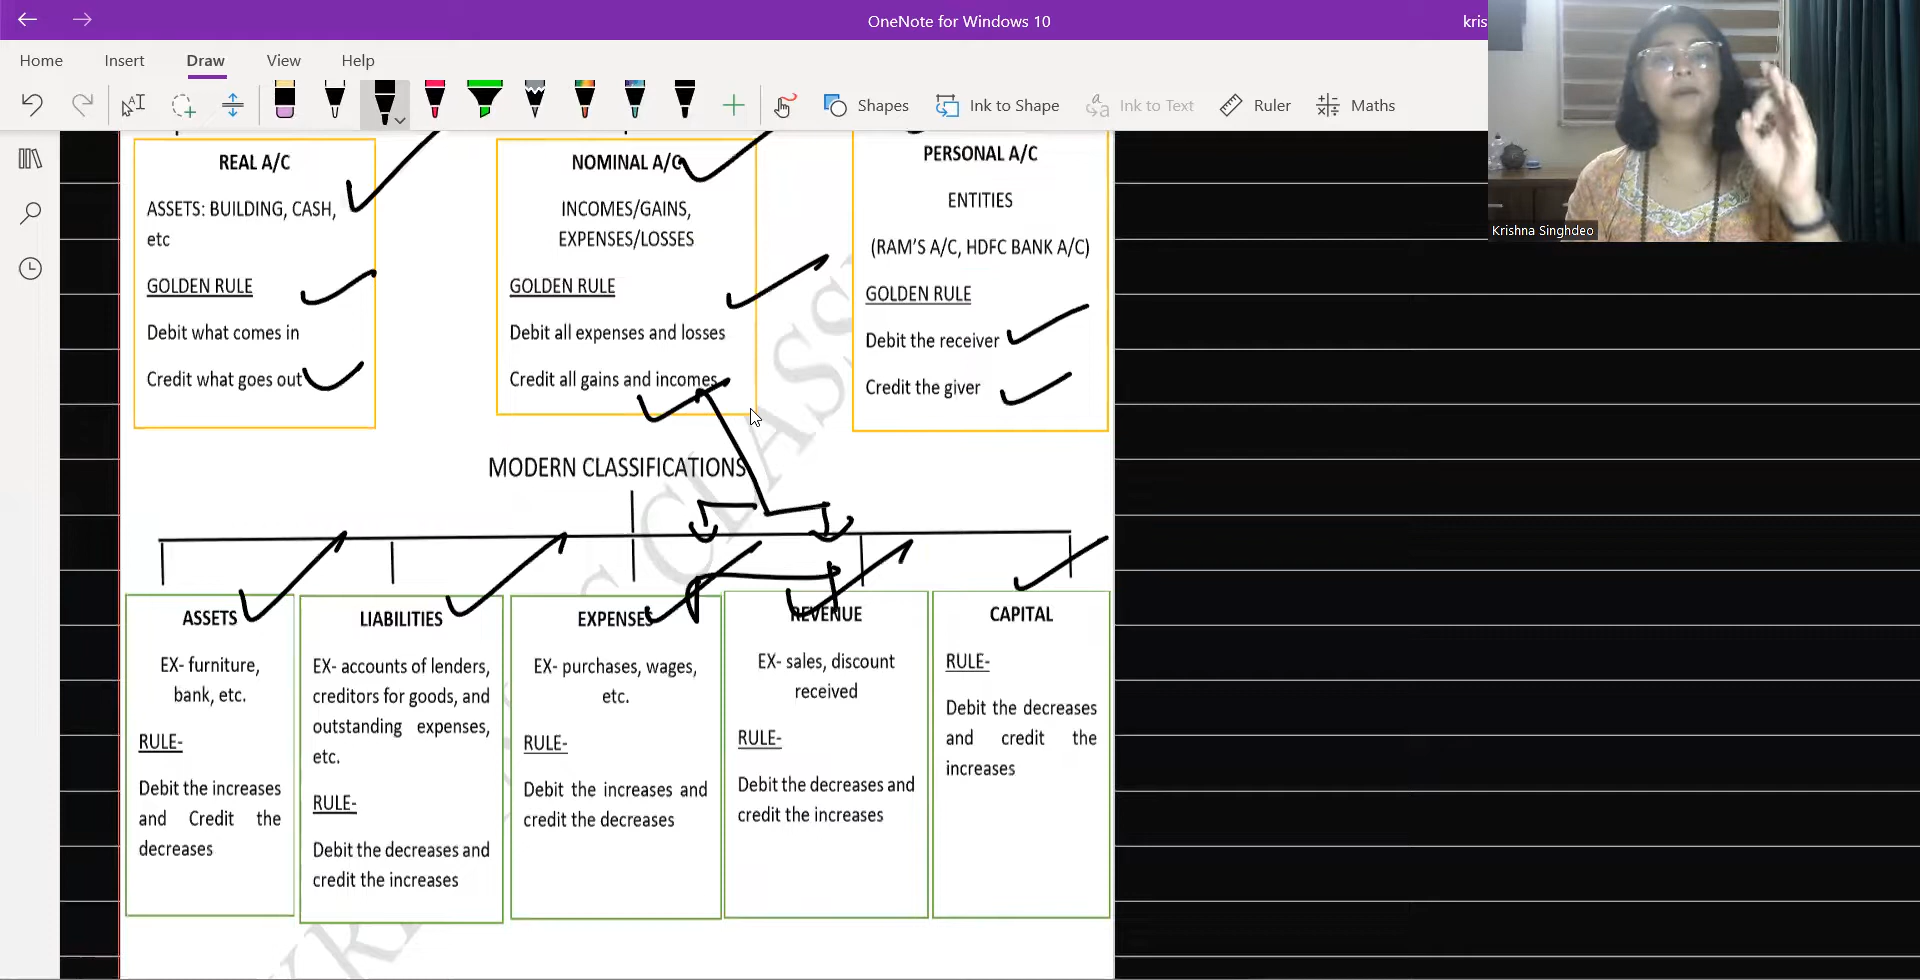 OneNote for Windows 10
kris
Home
Insert
Draw
View
Help
Shapes
Ink to Shape
Ink to Text
Ruler
Maths
Krishna Singhdeo
REAL A/C
ASSETS: BUILDING, CASH,
etc
GOLDEN RULE
Debit what comes in
Credit what goes out
NOMINAL A/C
INCOMES/GAINS,
EXPENSES/LOSSES
GOLDEN RULE
Debit all expenses and losses
Credit all gains and incomes
PERSONAL A/C
ENTITIES
(RAM'S A/C, HDFC BANK A/C)
GOLDEN RULE
Debit the receiver
Credit the giver
MODERN CLASSIFICATIONS
ASSETS
EX- furniture,
bank, etc.
RULE-
Debit the increases
and Credit the
decreases
LIABILITIES
EX- accounts of lenders,
creditors for goods, and
outstanding expenses,
etc.
RULE-
Debit the decreases and
credit the increases
EXPENSES
EX- purchases, wages,
etc.
RULE-
Debit the increases and
credit the decreases
REVENUE
EX- sales, discount
received
RULE-
Debit the decreases and
credit the increases
CAPITAL
RULE-
Debit the decreases
and credit the
increases